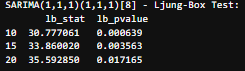 SARIMA(1,1,1)(1,1,1)[8] - Ljung-Box Test:
lb_stat lb_pvalue
10 30.777061 0.000639
15 33.860020 0.003563
20 35.592850 0.017165